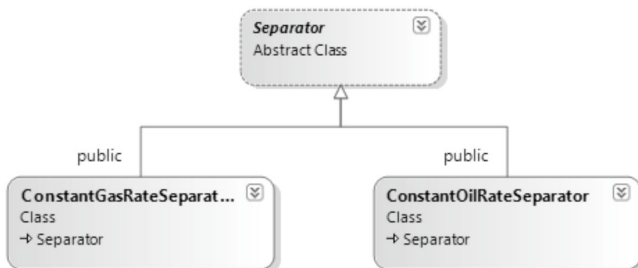 Separator
Abstract Class
public
public
ConstantGasRateSeparat...
Class
Separator
ConstantOilRateSeparator
Class
Separator